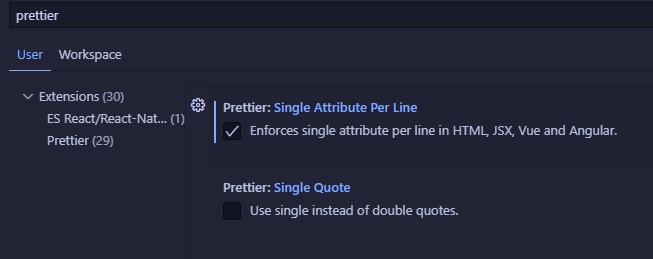 prettier
User Workspace
Extensions (30)
ES React/React-Nat... (1)
Prettier (29)
Prettier: Single Attribute Per Line
Enforces single attribute per line in HTML, JSX, Vue and Angular.
Prettier: Single Quote
Use single instead of double quotes.